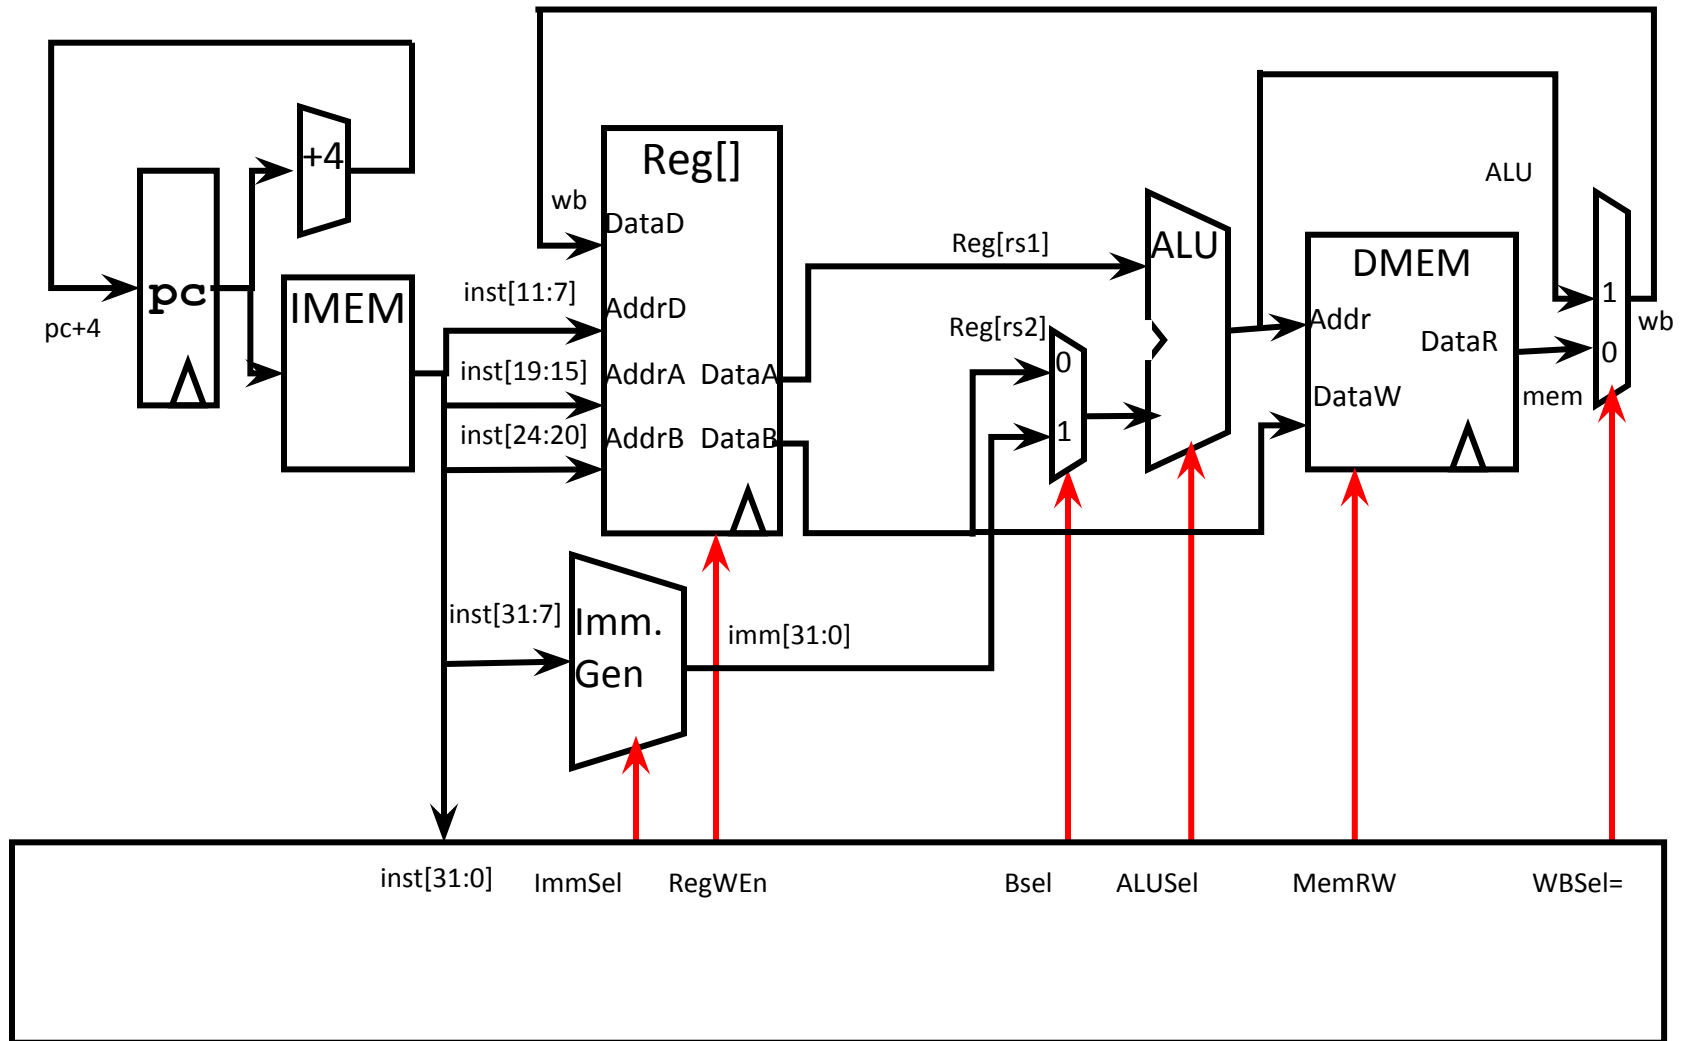 +4
pc
pc+4
IMEM
inst[11:7]
inst[19:15]
inst[24:20]
wb
Reg[]
DataD
AddrD
AddrA DataA
AddrB DataB
inst[31:7]
Imm.
Gen
imm[31:0]
Reg[rs1]
Reg[rs2]
0
1
ALU
DMEM
Addr
DataR
DataW
ALU
mem
1
0
wb
inst[31:0] ImmSel RegWEn Bsel ALUSel MemRW WBSel=